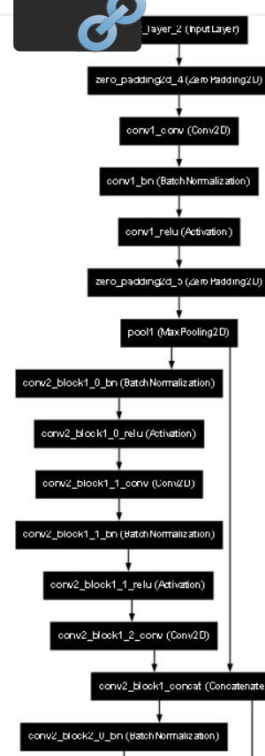 _layer_2 (InputLayer)
zero_padding2d_4 (ZeroPadding2D)
conv1_conv (Conv2D)
conv1_bn (BatchNormalization)
conv1_relu (Activation)
zero_padding2d_5 (ZeroPadding2D)
pool1 (MaxPooling2D)
conv2_block1_0_bn (BatchNormalization)
conv2_block1_0_relu (Activation)
conv2_block1_1_conv (Conv2D)
conv2_block1_1_bn (BatchNormalization)
conv2_block1_1_relu (Activation)
conv2_block1_2_conv (Conv2D)
conv2_block1_concat (Concatenate
conv2_block2_0_bn (BatchNormalization)